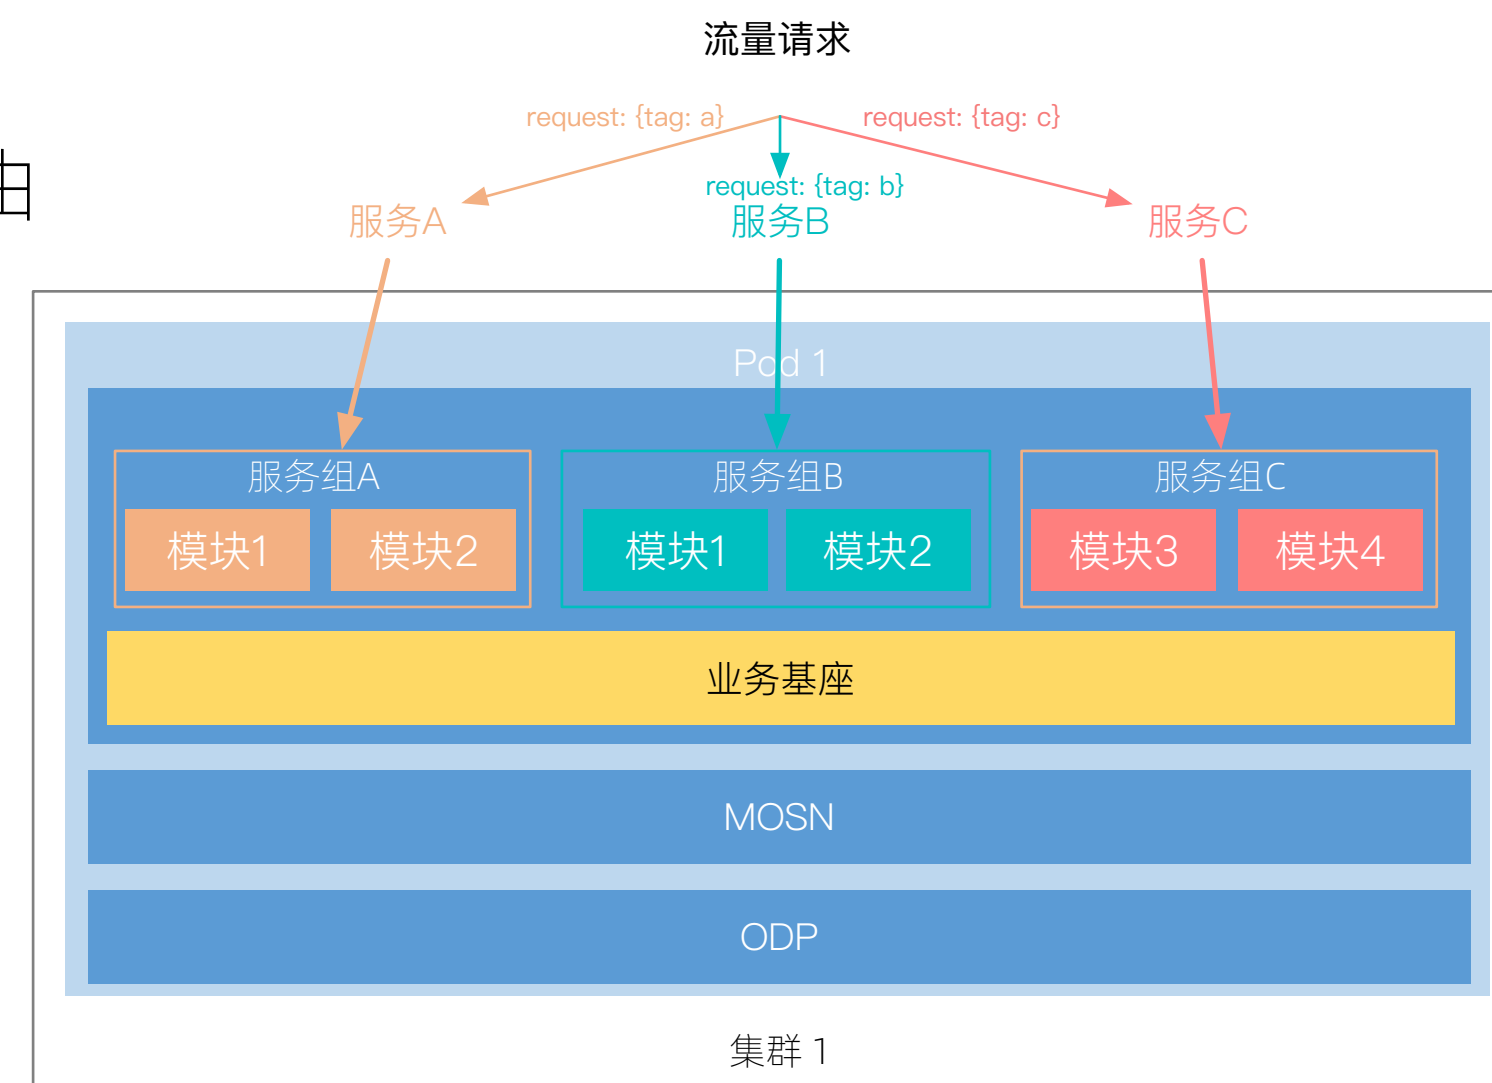 流量请求
request: {tag: a}
request: {tag: c}
request: {tag: b}
服务A
服务B
服务C
Pod 1
服务组A
服务组B
服务组C
模块1
模块2
模块1
模块2
模块3
模块4
业务基座
MOSN
ODP
集群 1